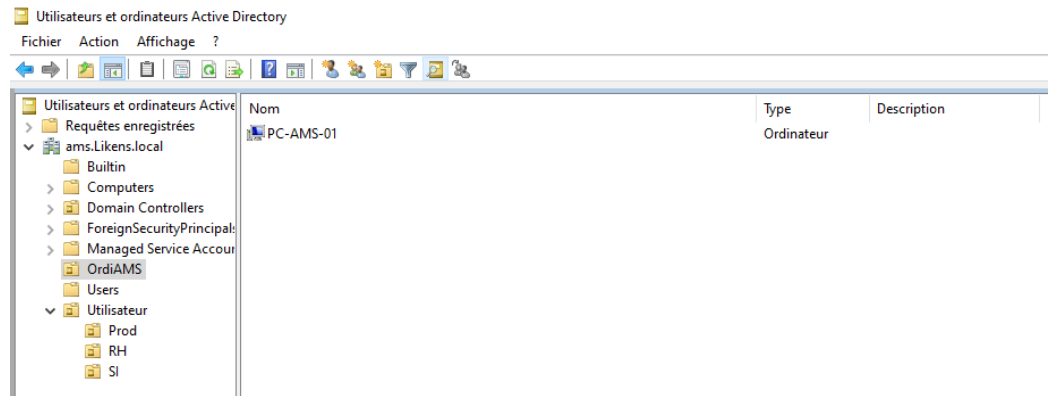 Utilisateurs et ordinateurs Active Directory
Fichier Action Affichage ?
Utilisateurs et ordinateurs Active
Requêtes enregistrées
ams.Likens.local
Builtin
Computers
Domain Controllers
ForeignSecurityPrincipal
Managed Service Accour
OrdiAMS
Users
Utilisateur
Prod
RH
SI
Nom Type Description
PC-AMS-01 Ordinateur